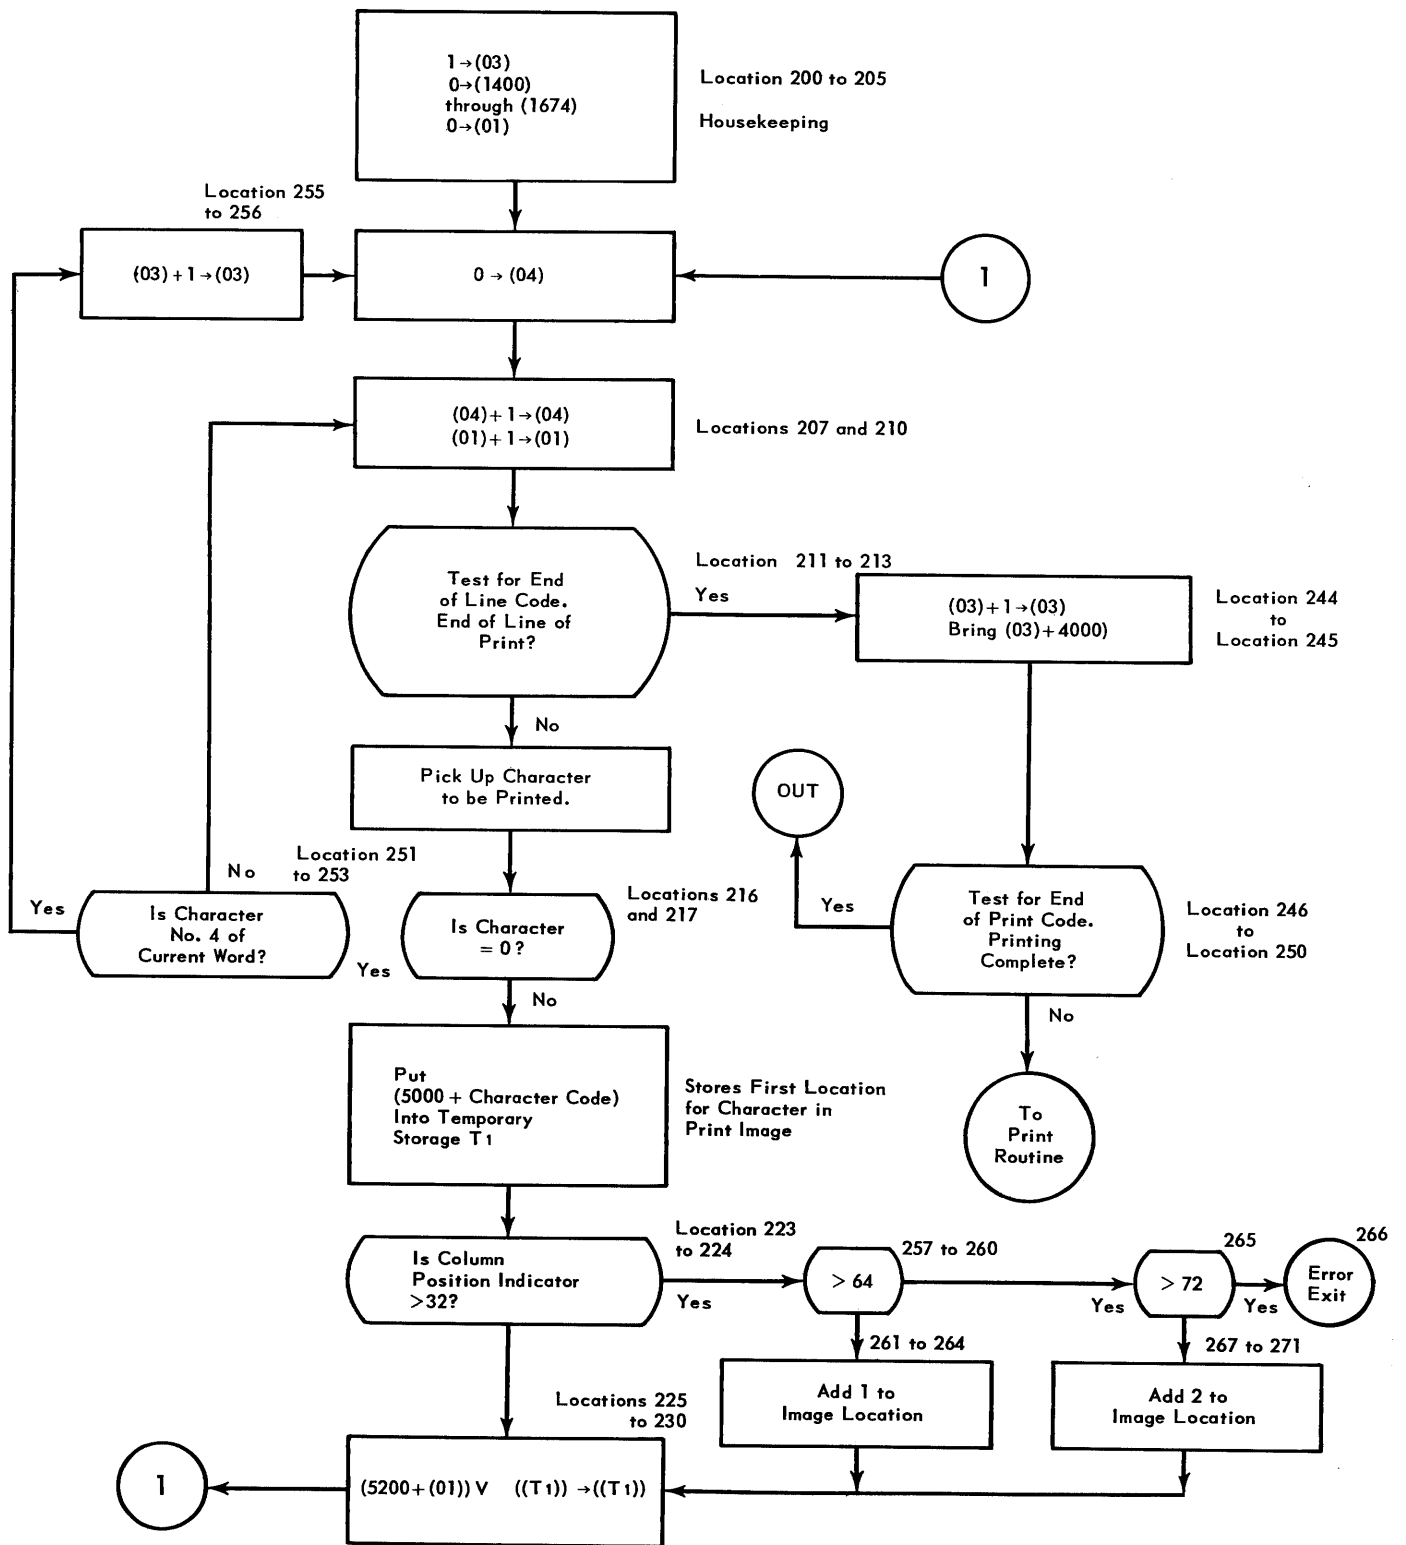 1→(03)
0→(1400)
through (1674)
0→(01)
Location 200 to 205
Housekeeping
Location 255
to 256
(03)+1→(03)
0 → (04)
1
(04)+1→(04)
(01)+1→(01)
Locations 207 and 210
Test for End
of Line Code.
End of Line of
Print?
Location 211 to 213
Yes
(03)+1→(03)
Bring (03)+4000)
Location 244
to
Location 245
No
Pick Up Character
to be Printed.
OUT
Location 251
to 253
No
Yes
Is Character
No. 4 of
Current Word?
Yes
Is Character
= 0?
Locations 216
and 217
Yes
Test for End
of Print Code.
Printing
Complete?
Location 246
to
Location 250
No
No
Put
(5000 + Character Code)
Into Temporary
Storage T1
Stores First Location
for Character in
Print Image
To
Print
Routine
Is Column
Position Indicator
>32?
Location 223
to 224
Yes
> 64
257 to 260
Yes
> 72
265
Yes
Error
Exit
266
261 to 264
Add 1 to
Image Location
267 to 271
Add 2 to
Image Location
Locations 225
to 230
(5200+(01)) V ((T1)) →((T1))
1